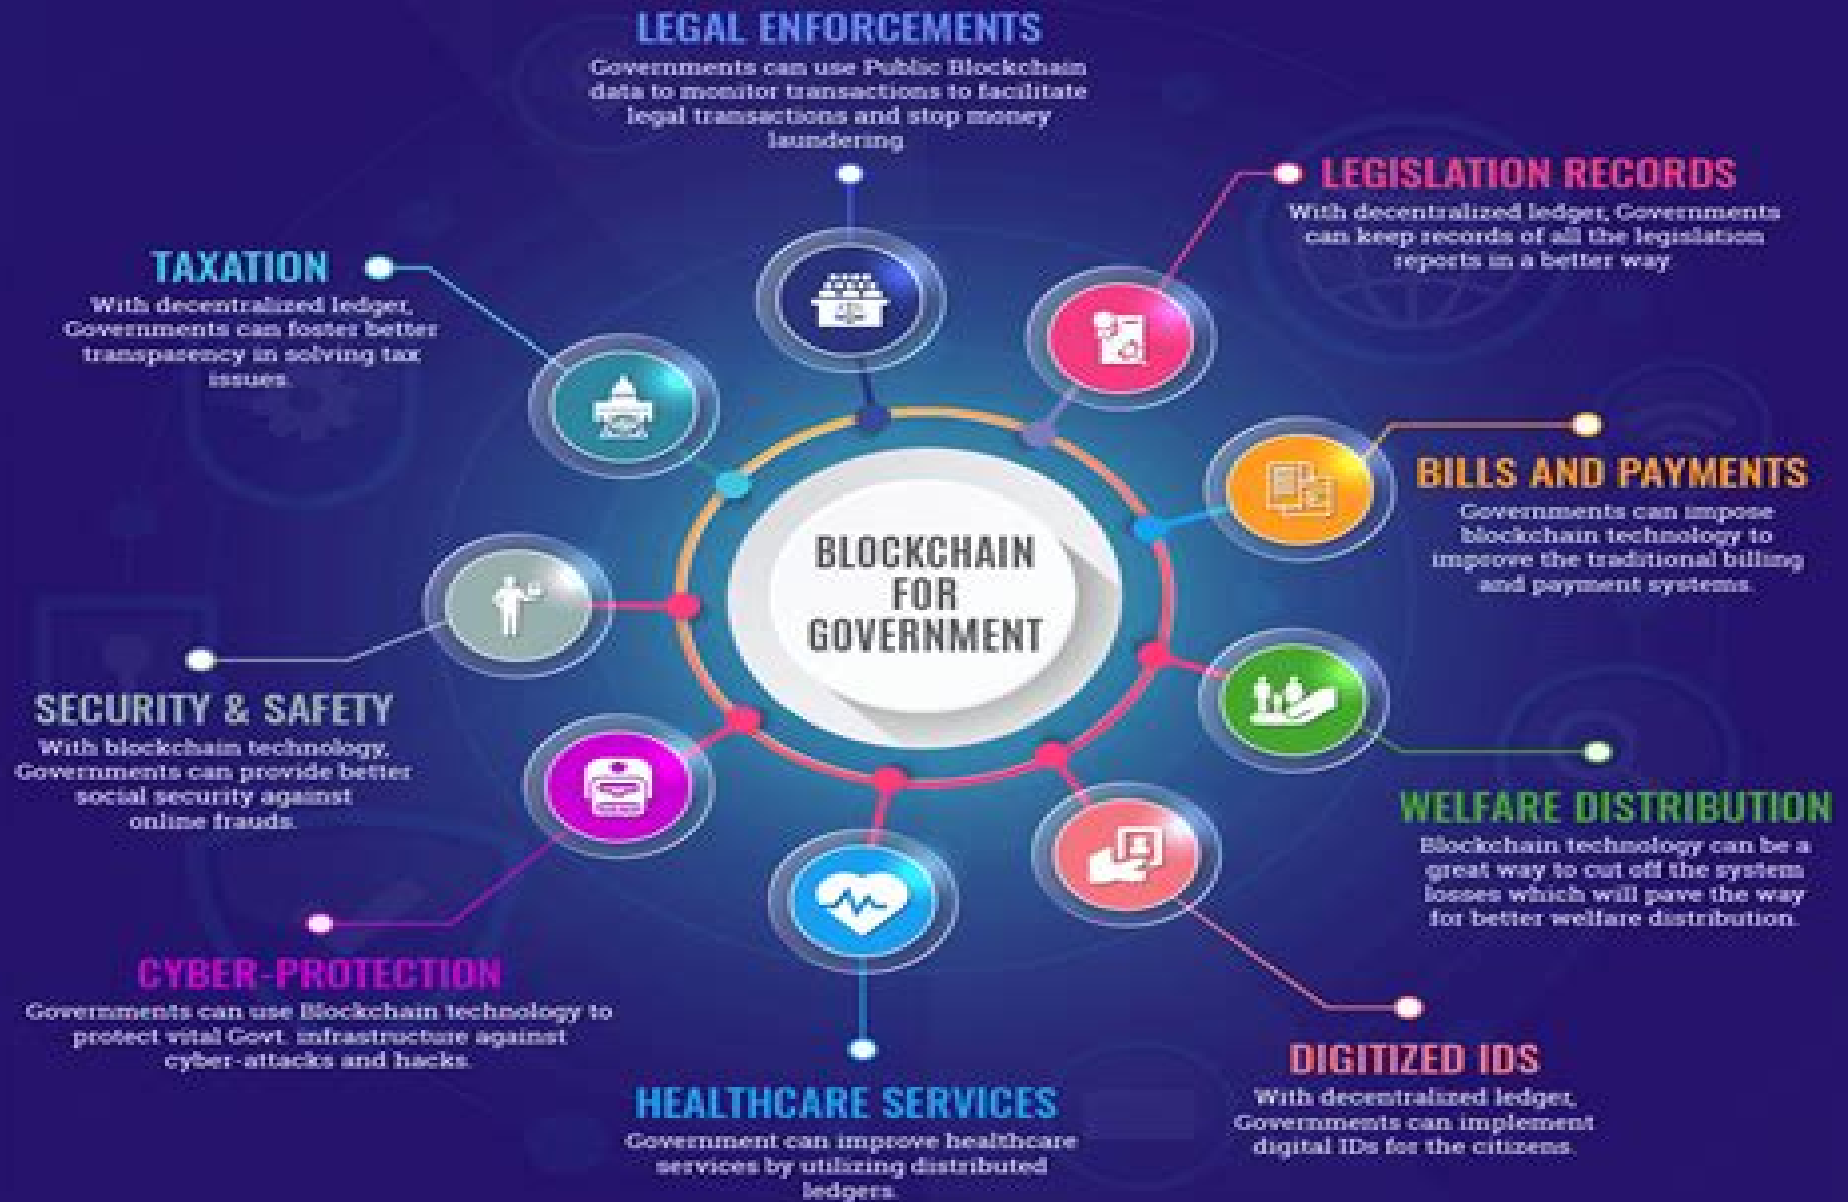 LEGAL ENFORCEMENTS
Governments can use Public Blockchain
data to monitor transactions to facilitate
legal transactions and stop money
laundering
LEGISLATION RECORDS
With decentralized ledger, Governments
can keep records of all the legislation
reports in a better way
TAXATION
With decentralized ledger,
Governments can foster better
transparency in solving tax
issues.
BILLS AND PAYMENTS
Governments can impose
blockchain technology to
improve the traditional billing
and payment systems.
BLOCKCHAIN
FOR
GOVERNMENT
SECURITY & SAFETY
With blockchain technology,
Governments can provide better
social security against
online frauds.
WELFARE DISTRIBUTION
Blockchain technology can be a
great way to cut off the system
losses which will pave the way
for better welfare distribution.
CYBER-PROTECTION
Governments can use Blockchain technology to
protect vital Govt. infrastructure against
cyber-attacks and hacks.
DIGITIZED IDS
With decentralized ledger,
Governments can implement
digital IDs for the citizens.
HEALTHCARE SERVICES
Government can improve healthcare
services by utilizing distributed
ledgers.